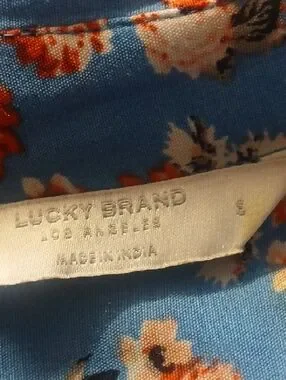 LUCKY BRAND
LOS ANGELES
MADE IN INDIA
S